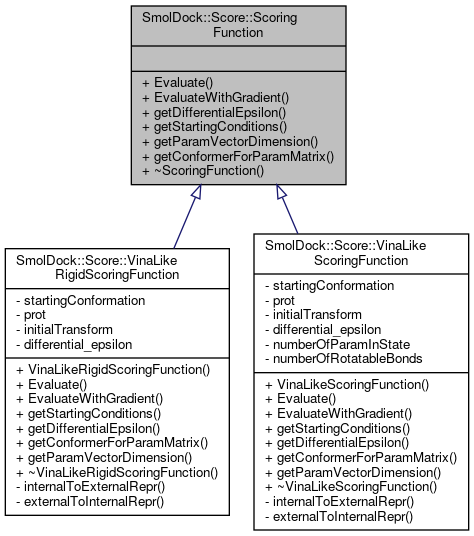 SmolDock::Score::Scoring
Function
+ Evaluate()
+ EvaluateWithGradient()
+ getDifferentialEpsilon()
+ getStartingConditions()
+ getParamVectorDimension()
+ getConformerForParamMatrix()
+ ~ScoringFunction()
SmolDock::Score::VinaLike
RigidScoringFunction
- startingConformation
- prot
- initialTransform
- differential_epsilon
+ VinaLikeRigidScoringFunction()
+ Evaluate()
+ EvaluateWithGradient()
+ getStartingConditions()
+ getDifferentialEpsilon()
+ getConformerForParamMatrix()
+ getParamVectorDimension()
+ ~VinaLikeRigidScoringFunction()
- internalToExternalRepr()
- externalToInternalRepr()
SmolDock::Score::VinaLike
ScoringFunction
- startingConformation
- prot
- initialTransform
- differential_epsilon
- numberOfParamInState
- numberOfRotatableBonds
+ VinaLikeScoringFunction()
+ Evaluate()
+ EvaluateWithGradient()
+ getStartingConditions()
+ getDifferentialEpsilon()
+ getConformerForParamMatrix()
+ getParamVectorDimension()
+ ~VinaLikeScoringFunction()
- internalToExternalRepr()
- externalToInternalRepr()